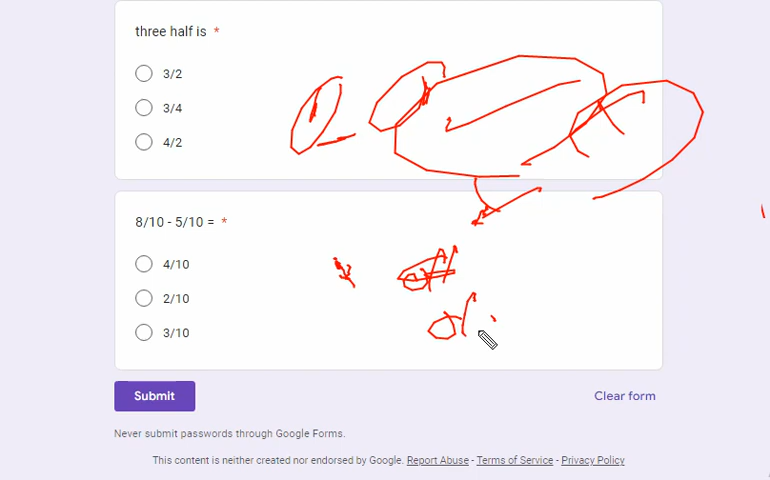 three half is *
3/2
3/4
4/2
8/10 - 5/10 = *
4/10
2/10
3/10
Submit
Clear form
Never submit passwords through Google Forms.
This content is neither created nor endorsed by Google. Report Abuse - Terms of Service - Privacy Policy